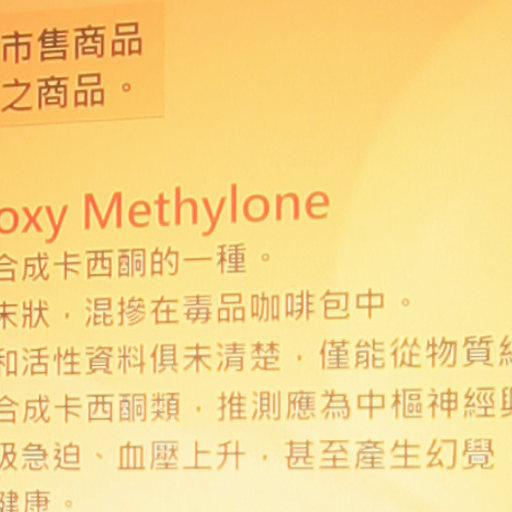 市售商品
之商品。
oxy Methylone
合成卡西酮的一種。
末狀，混摻在毒品咖啡包中。
和活性資料俱未清楚，僅能從物質結
合成卡西酮類，推測應為中樞神經興
吸急迫、血壓上升，甚至產生幻覺
健康。